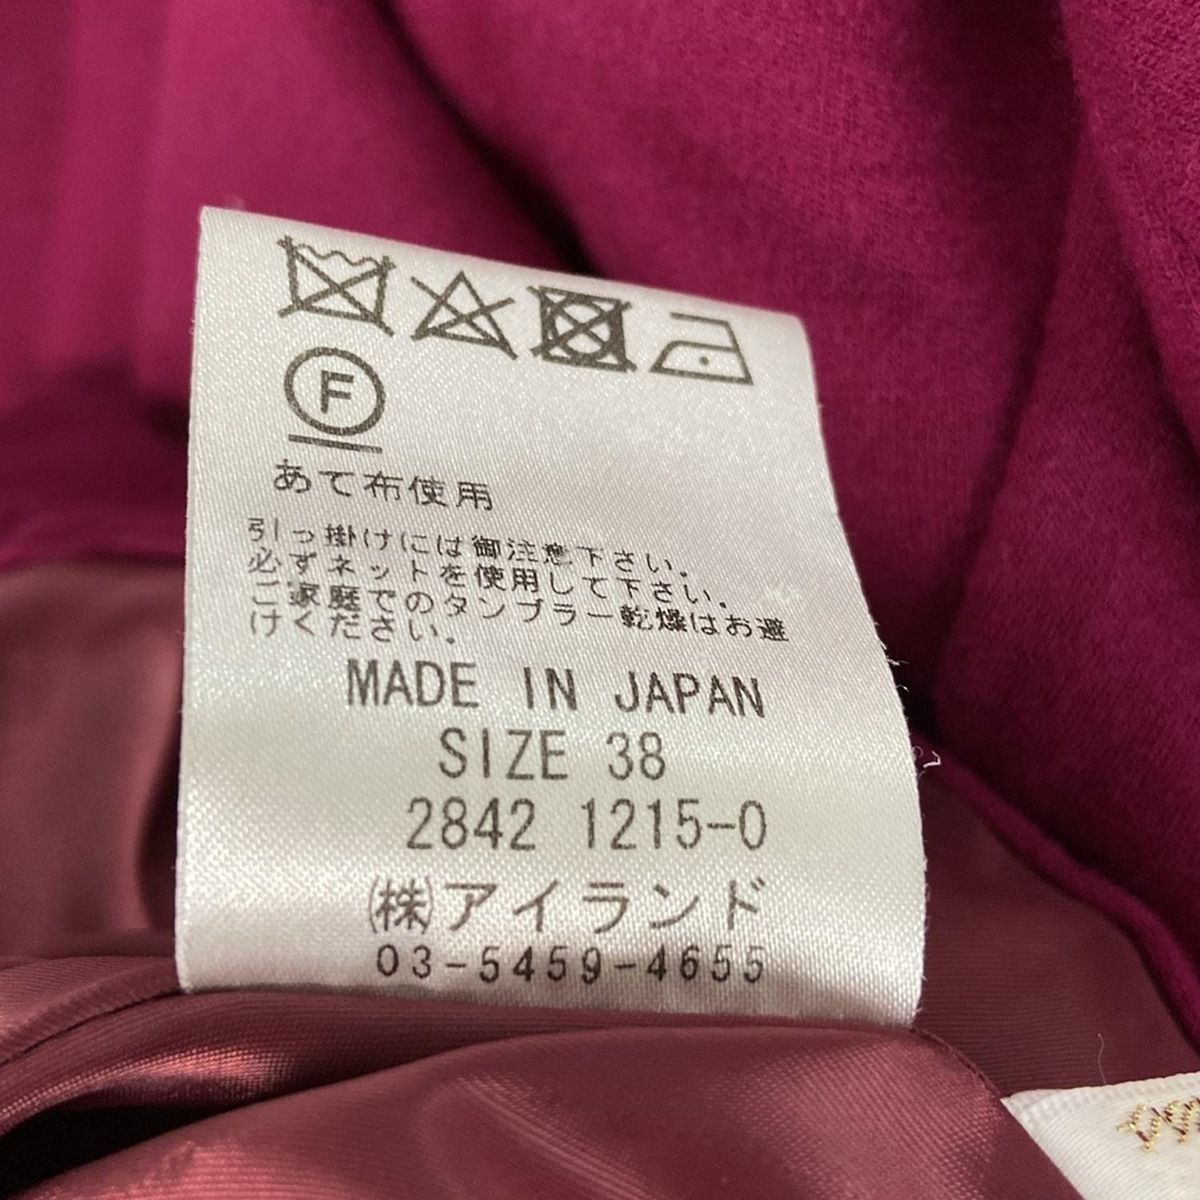 F
あて布使用
引っ掛けには御注意下さい。
必ずネットを使用して下さい。
ご家庭でのタンブラー乾燥はお避
けください。
MADE IN JAPAN
SIZE 38
2842 1215-0
㈱アイランド
03-5459-4655